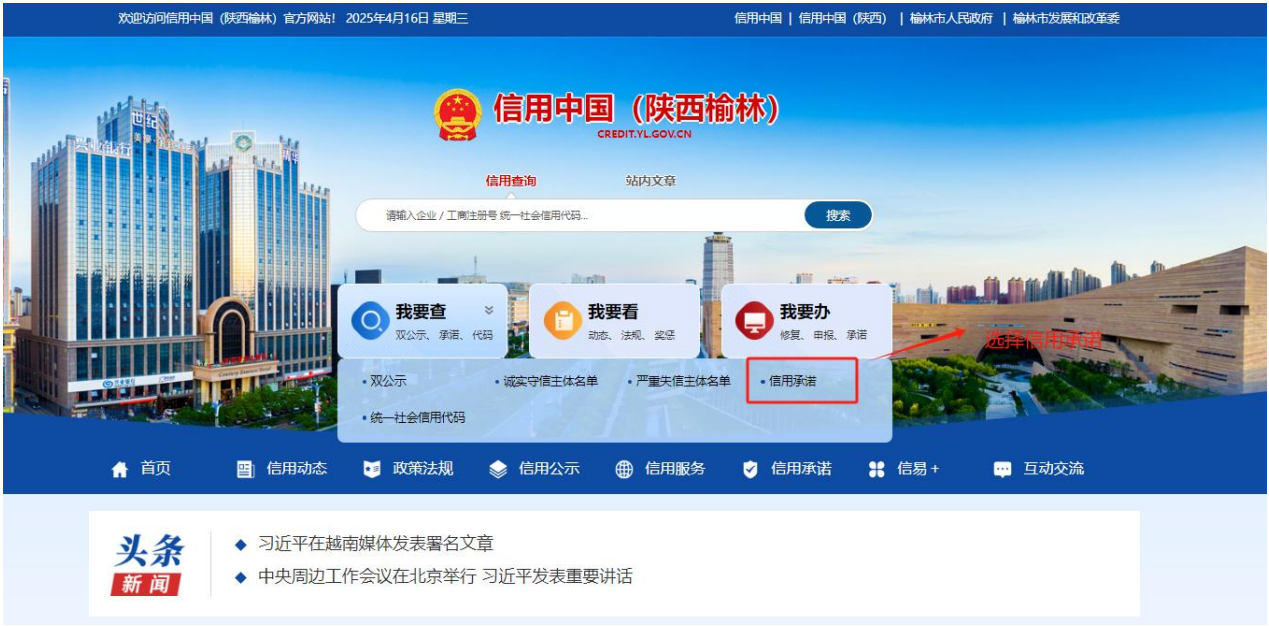 欢迎访问信用中国（陕西榆林）官方网站! 2025年4月16日 星期三
信用中国 | 信用中国（陕西） | 榆林市人民政府 | 榆林市发展和改革委
信用中国（陕西榆林）
CREDIT.YL.GOV.CN
信用查询 站内文章
请输入企业 / 工商注册号 统一社会信用代码...
搜索
我要查 我要看 我要办
双公示、承诺、代码 动态、法规、奖惩 修复、申报、承诺
选择信用承诺
•双公示 •诚实守信主体名单 •严重失信主体名单 •信用承诺
•统一社会信用代码
首页 信用动态 政策法规 信用公示 信用服务 信用承诺 信易+ 互动交流
头条
新闻
◆ 习近平在越南媒体发表署名文章
◆ 中央周边工作会议在北京举行 习近平发表重要讲话
世纪
兴业银行